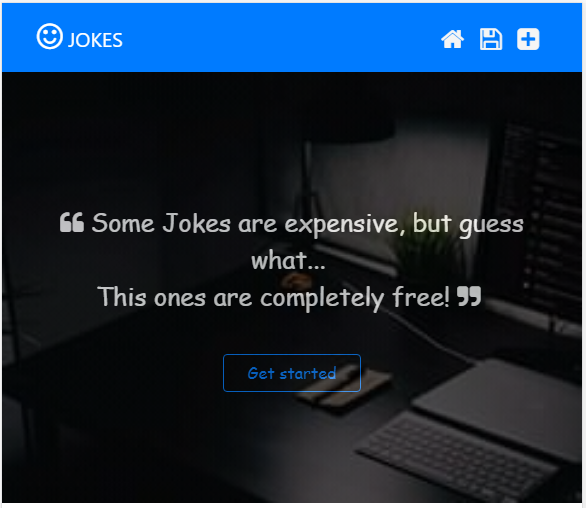 JOKES
❝ Some Jokes are expensive, but guess
what...
This ones are completely free! ❞
Get started